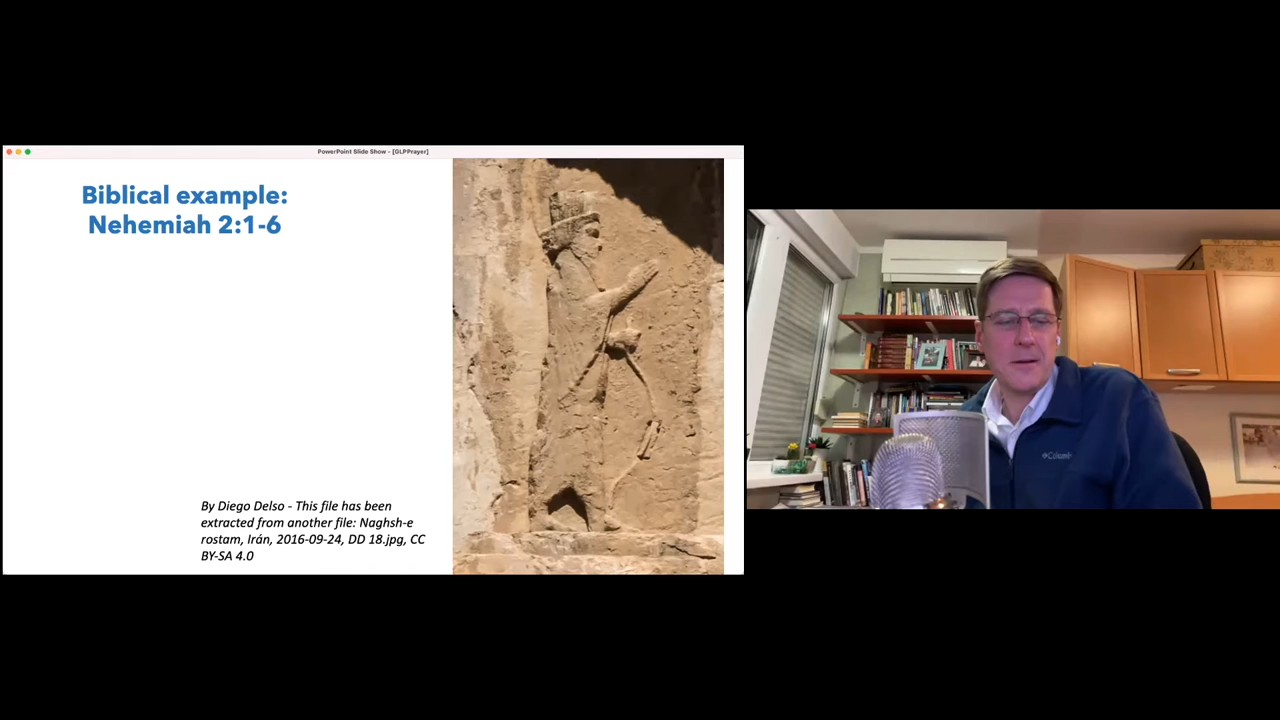 PowerPoint Slide Show - [GLPPrayer]
Biblical example:
Nehemiah 2:1-6
By Diego Delso - This file has been
extracted from another file: Naghsh-e
rostam, Irán, 2016-09-24, DD 18.jpg, CC
BY-SA 4.0
Columbia